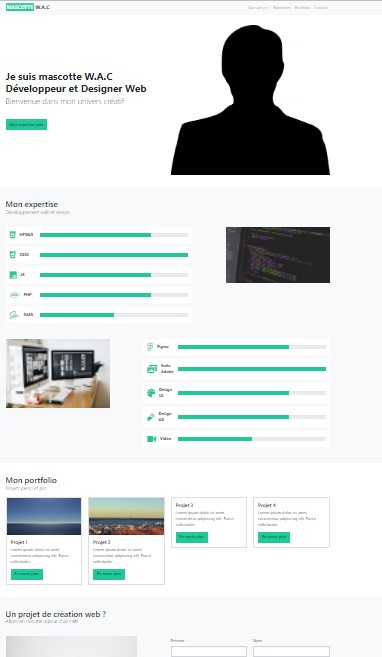 MASCOTTE W.A.C
Qui suis-je ? Expertises Portfolio Contact
Je suis mascotte W.A.C
Développeur et Designer Web
Bienvenue dans mon univers créatif
Mon expertise web
Mon expertise
Développement web et design
HTML5
CSS3
JS
PHP
SASS
Figma
Suite
Adobe
Design
UI
Design
UX
Video
Mon portfolio
Projets perso et pro
Projet 1
Lorem ipsum dolor sit amet,
consectetur adipiscing elit. Fusce
sollicitudin.
En savoir plus
Projet 2
Lorem ipsum dolor sit amet,
consectetur adipiscing elit. Fusce
sollicitudin.
En savoir plus
Projet 3
Lorem ipsum dolor sit amet,
consectetur adipiscing elit. Fusce
sollicitudin.
En savoir plus
Projet 4
Lorem ipsum dolor sit amet,
consectetur adipiscing elit. Fusce
sollicitudin.
En savoir plus
Un projet de création web ?
Allons en discuter autour d'un café
Prénom
Nom